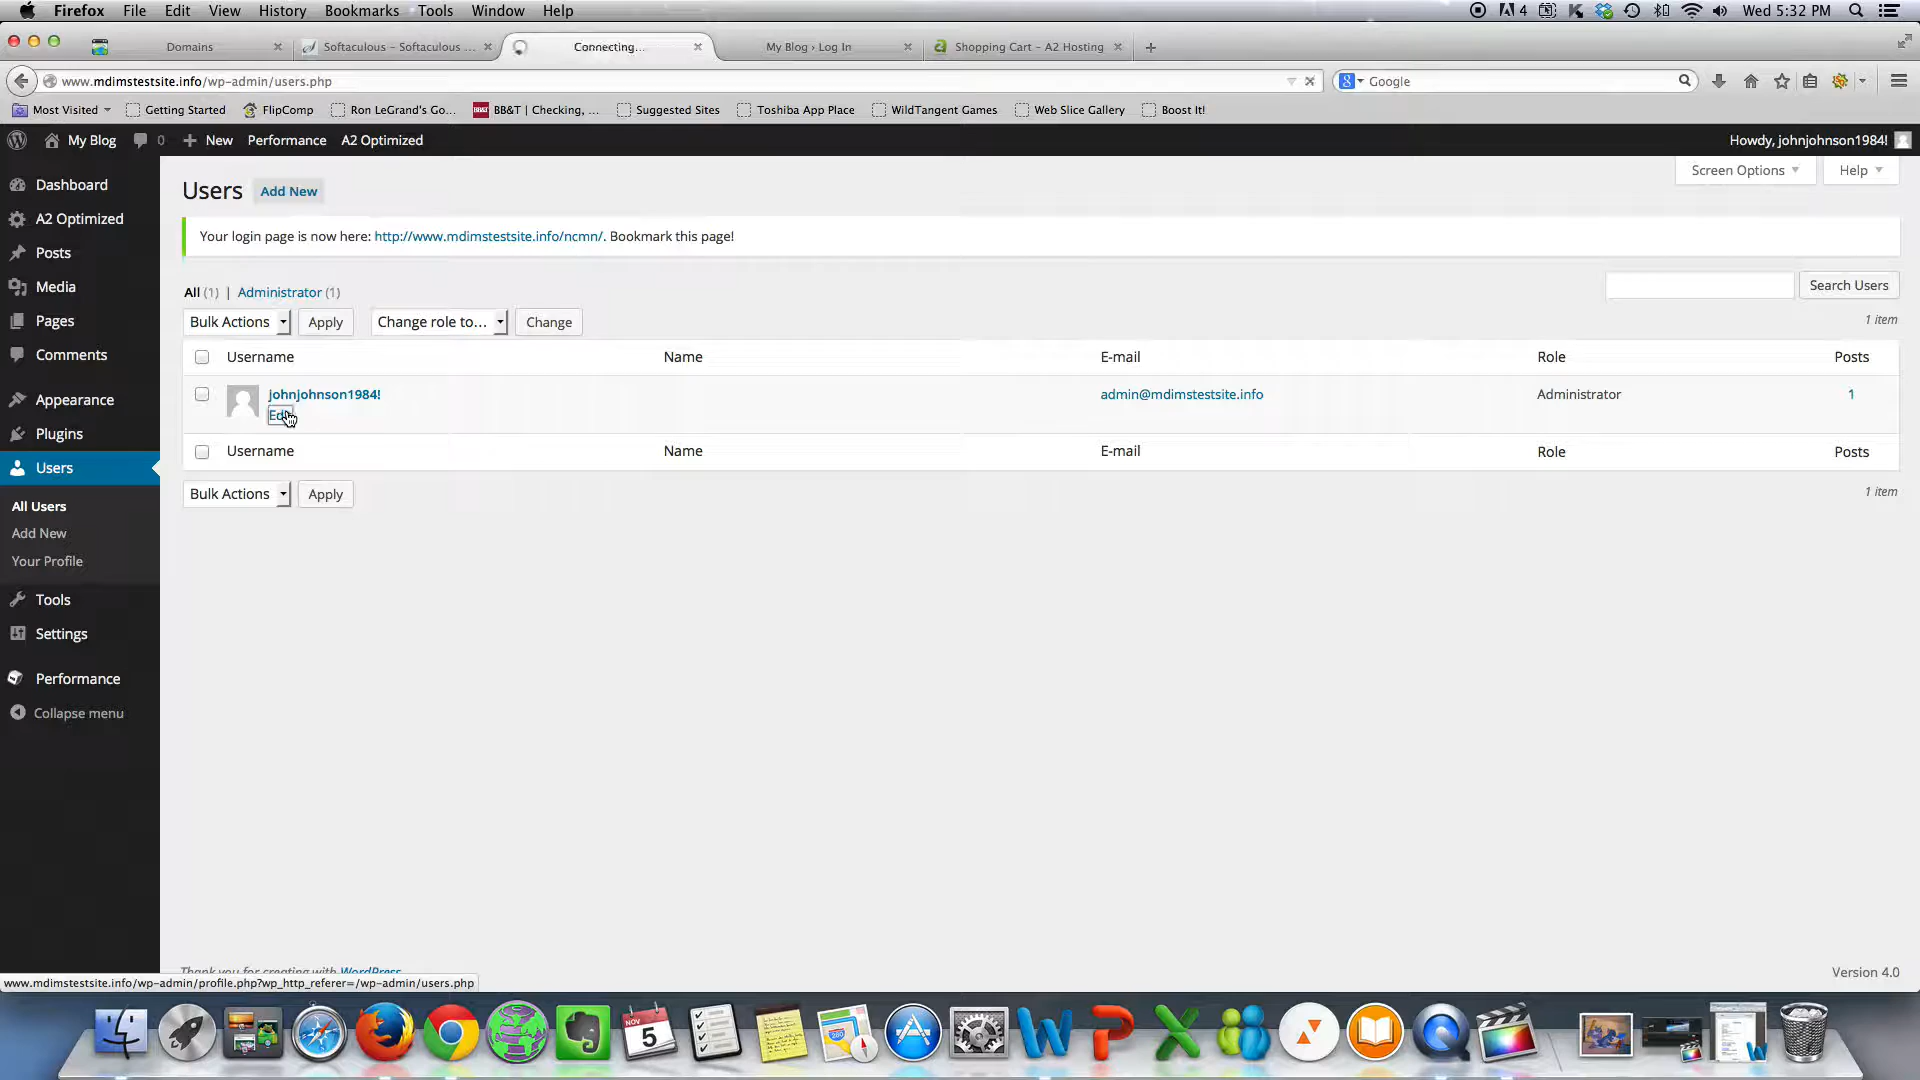 Firefox File Edit View History Bookmarks Tools Window Help 4 Wed 5:32 PM
Domains Softaculous - Softaculous ... Connecting... My Blog › Log In Shopping Cart - A2 Hosting
www.mdimstestsite.info/wp-admin/users.php Google
Most Visited Getting Started FlipComp Ron LeGrand's Go... BB&T | Checking, ... Suggested Sites Toshiba App Place WildTangent Games Web Slice Gallery Boost It!
My Blog 0 New Performance A2 Optimized Howdy, johnjohnson1984!
Screen Options Help
Dashboard
A2 Optimized
Posts
Media
Pages
Comments
Appearance
Plugins
Users
All Users
Add New
Your Profile
Tools
Settings
Performance
Collapse menu
Users Add New
Your login page is now here: http://www.mdimstestsite.info/ncmn/. Bookmark this page!
All (1) | Administrator (1)
Search Users
Bulk Actions Apply Change role to... Change
1 item
Username Name E-mail Role Posts
johnjohnson1984! admin@mdimstestsite.info Administrator 1
Username Name E-mail Role Posts
Bulk Actions Apply
1 item
Thank you for creating with WordPress.
Version 4.0
www.mdimstestsite.info/wp-admin/profile.php?wp_http_referer=/wp-admin/users.php
NOV
5